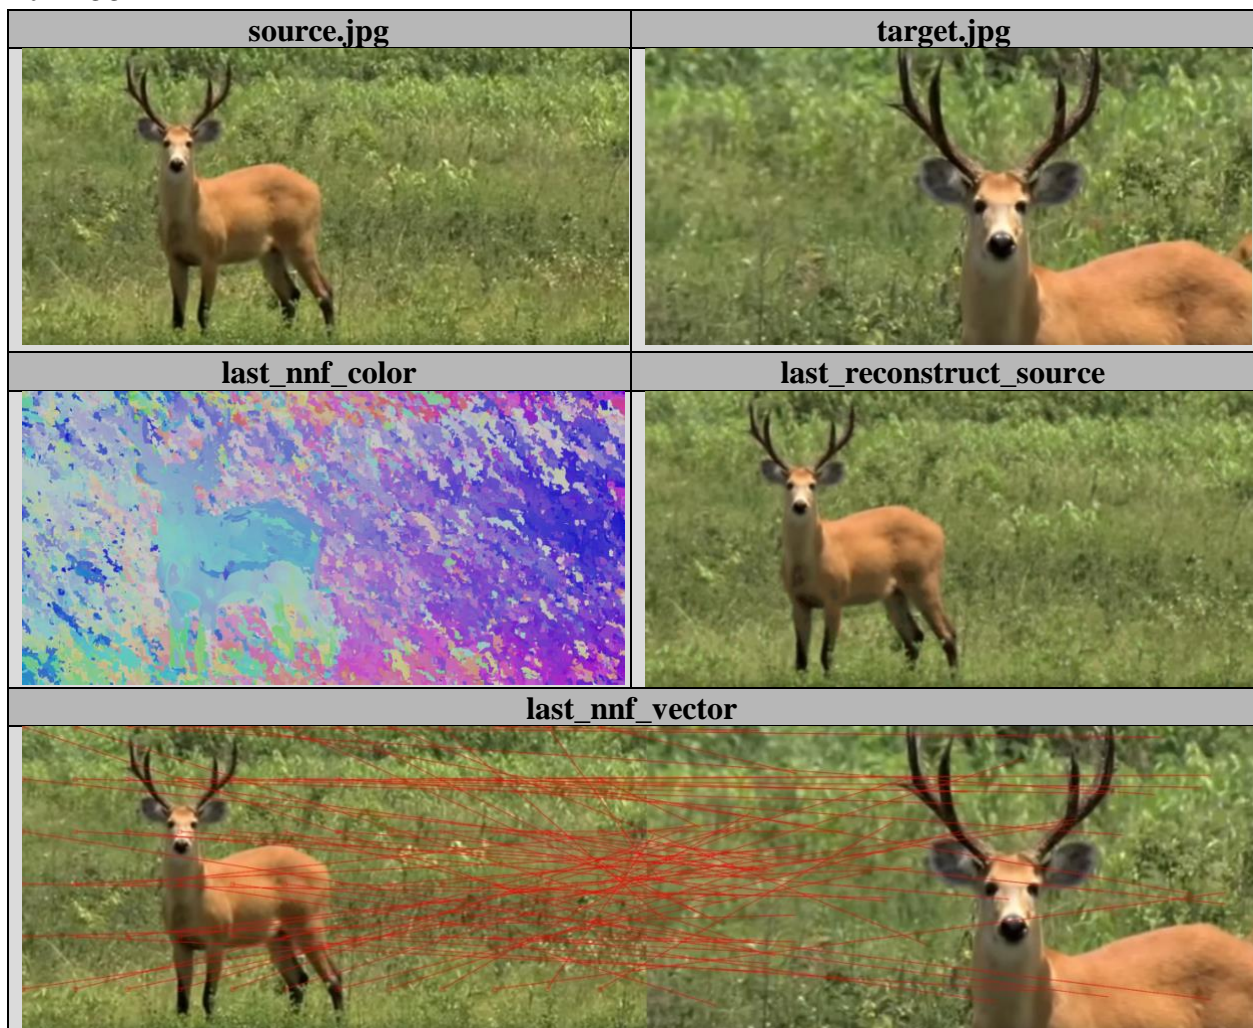 source.jpg
target.jpg
last_nnf_color
last_reconstruct_source
last_nnf_vector